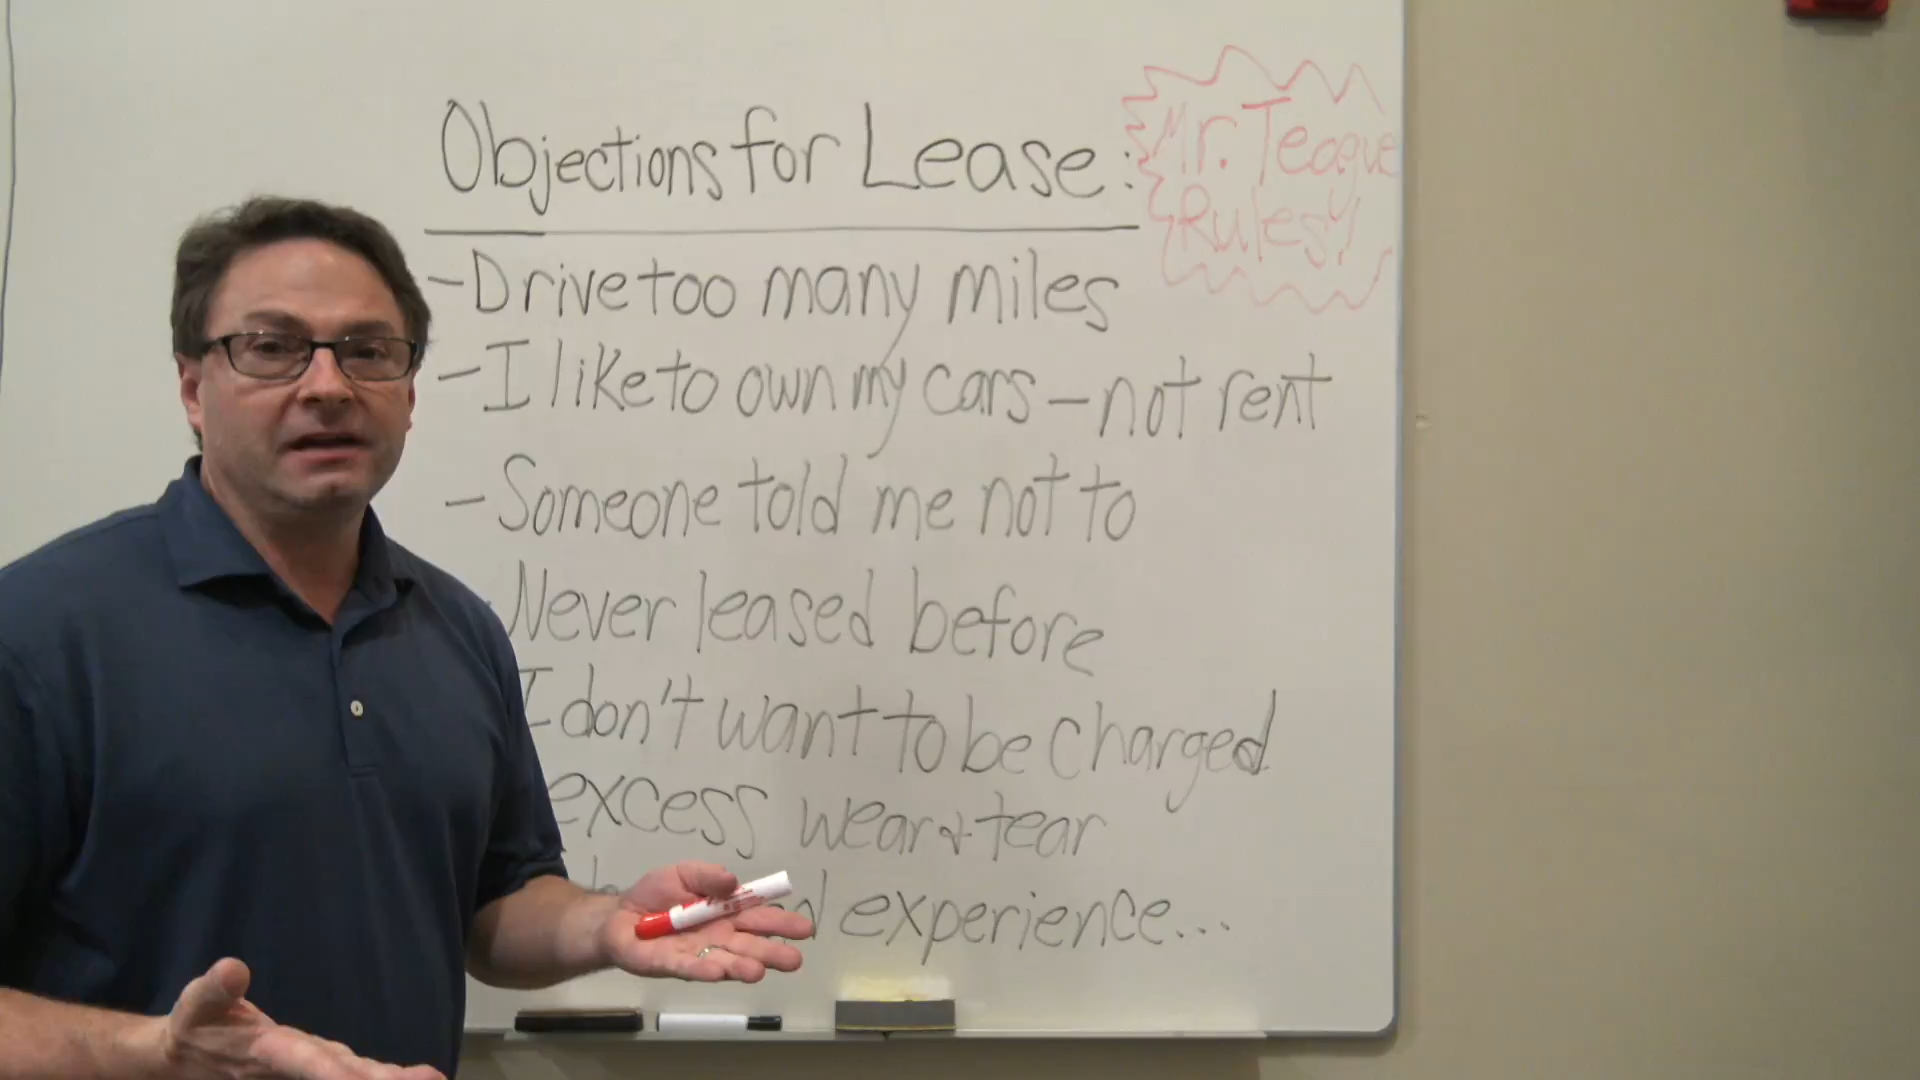 Objections for Lease:
Mr. Teague
Rules!
- Drive too many miles
- I like to own my cars - not rent
- Someone told me not to
Never leased before
I don't want to be charged
excess wear & tear
experience...